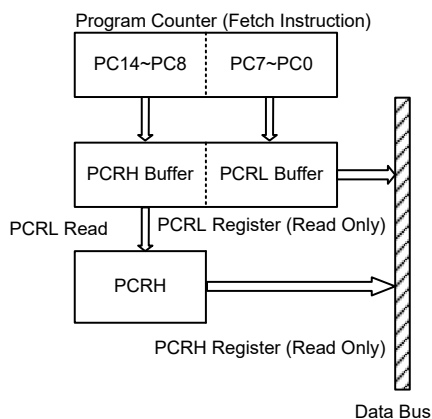 Program Counter (Fetch Instruction)
PC14~PC8
PC7~PC0
PCRH Buffer
PCRL Buffer
PCRL Read
PCRL Register (Read Only)
PCRH
PCRH Register (Read Only)
Data Bus